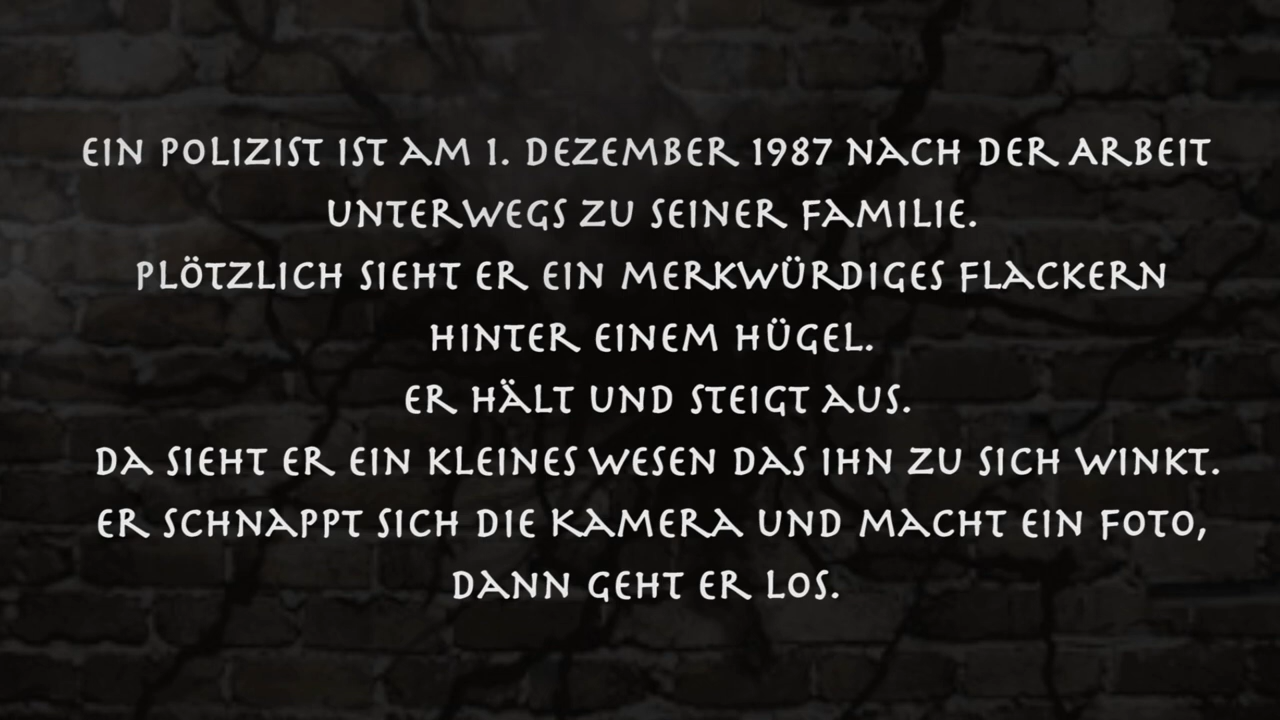 EIN POLIZIST IST AM 1. DEZEMBER 1987 NACH DER ARBEIT
UNTERWEGS ZU SEINER FAMILIE.
PLÖTZLICH SIEHT ER EIN MERKWÜRDIGES FLACKERN
HINTER EINEM HÜGEL.
ER HÄLT UND STEIGT AUS.
DA SIEHT ER EIN KLEINES WESEN DAS IHN ZU SICH WINKT.
ER SCHNAPPT SICH DIE KAMERA UND MACHT EIN FOTO,
DANN GEHT ER LOS.